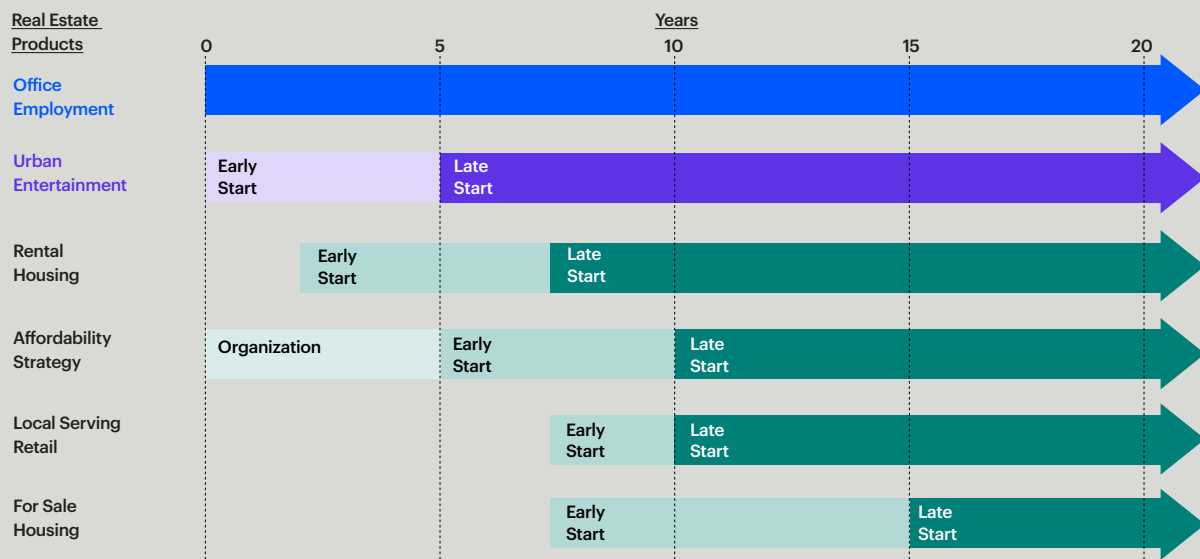 Real Estate
Products
Years
0
5
10
15
20
Office
Employment
Urban
Entertainment
Early
Start
Late
Start
Rental
Housing
Early
Start
Late
Start
Affordability
Strategy
Organization
Early
Start
Late
Start
Local Serving
Retail
Early
Start
Late
Start
For Sale
Housing
Early
Start
Late
Start